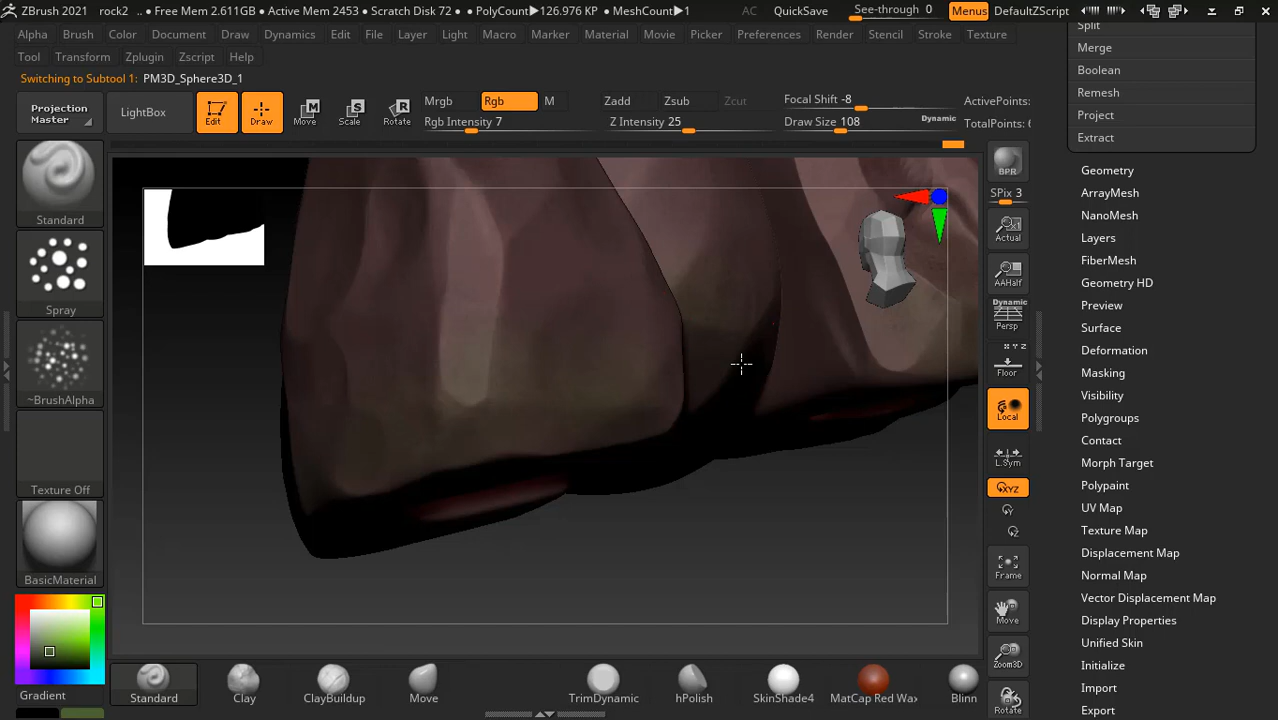 ZBrush 2021 rock2 • Free Mem 2.611GB • Active Mem 2453 • Scratch Disk 72 • PolyCount▶126.976 KP • MeshCount▶1 AC QuickSave See-through 0 Menus DefaultZScript
Alpha Brush Color Document Draw Dynamics Edit File Layer Light Macro Marker Material Movie Picker Preferences Render Stencil Stroke Texture
Tool Transform Zplugin Zscript Help
Switching to Subtool 1: PM3D_Sphere3D_1
Projection Master
LightBox
Edit
Draw
Move
Scale
Rotate
Mrgb Rgb M
Rgb Intensity 7
Zadd Zsub Zcut
Z Intensity 25
Focal Shift -8
Draw Size 108 Dynamic
ActivePoints:
TotalPoints: 6
Standard
Spray
~BrushAlpha
Texture Off
BasicMaterial
Gradient
BPR
SPix 3
Actual
AAHalf
Dynamic
Persp
X Y Z
Floor
Local
L.Sym
XYZ
Y
Z
Frame
Move
Zoom3D
Rotate
Split
Merge
Boolean
Remesh
Project
Extract
Geometry
ArrayMesh
NanoMesh
Layers
FiberMesh
Geometry HD
Preview
Surface
Deformation
Masking
Visibility
Polygroups
Contact
Morph Target
Polypaint
UV Map
Texture Map
Displacement Map
Normal Map
Vector Displacement Map
Display Properties
Unified Skin
Initialize
Import
Export
Standard Clay ClayBuildup Move TrimDynamic hPolish SkinShade4 MatCap Red Wa Blinn